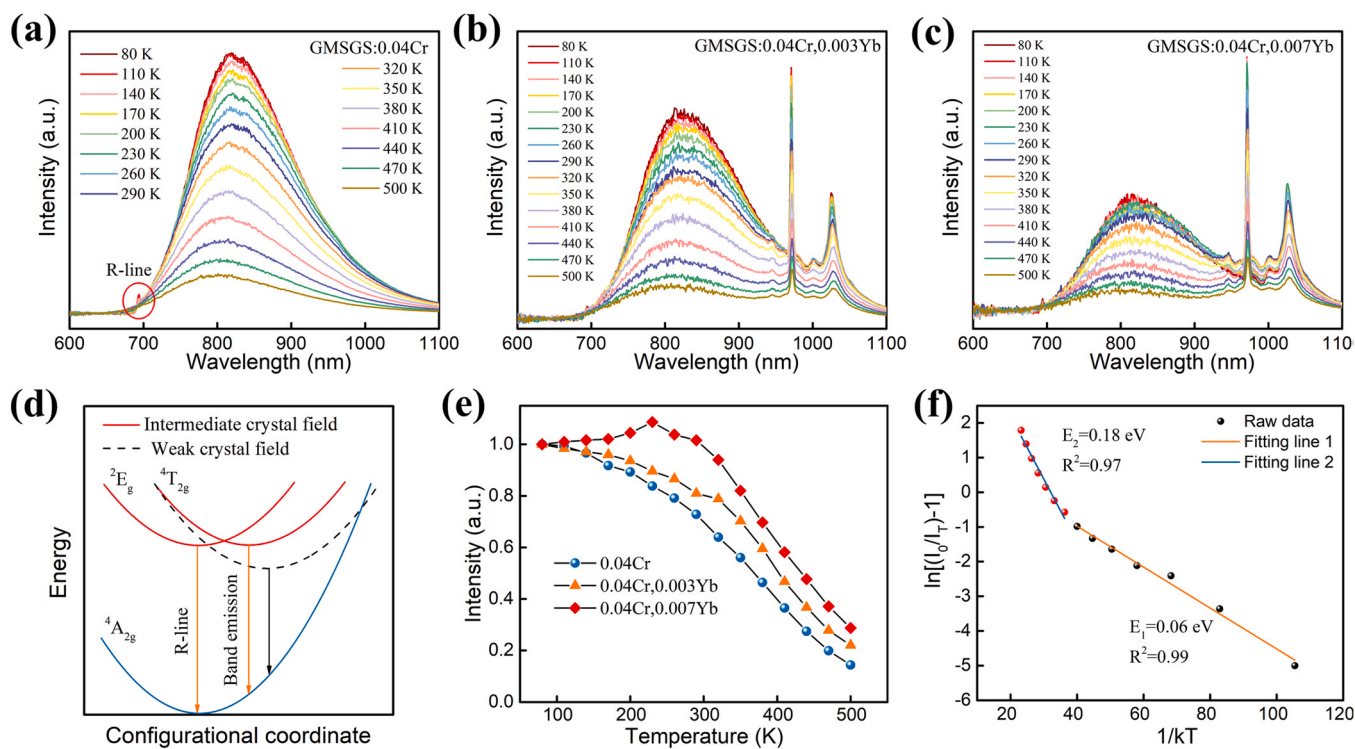 (a)
GMSGS:0.04Cr
80 K
110 K
140 K
170 K
200 K
230 K
260 K
290 K
320 K
350 K
380 K
410 K
440 K
470 K
500 K
R-line
Intensity (a.u.)
600 700 800 900 1000 1100
Wavelength (nm)
(b)
GMSGS:0.04Cr,0.003Yb
80 K
110 K
140 K
170 K
200 K
230 K
260 K
290 K
320 K
350 K
380 K
410 K
440 K
470 K
500 K
Intensity (a.u.)
600 700 800 900 1000 1100
Wavelength (nm)
(c)
GMSGS:0.04Cr,0.007Yb
80 K
110 K
140 K
170 K
200 K
230 K
260 K
290 K
320 K
350 K
380 K
410 K
440 K
470 K
500 K
Intensity (a.u.)
600 700 800 900 1000 110
Wavelength (nm)
(d)
Intermediate crystal field
Weak crystal field
²E_g
⁴T_2g
⁴A_2g
R-line
Band emission
Energy
Configurational coordinate
(e)
1.0
0.8
0.6
0.4
0.2
0.0
0.04Cr
0.04Cr,0.003Yb
0.04Cr,0.007Yb
Intensity (a.u.)
100 200 300 400 500
Temperature (K)
(f)
2
1
0
-1
-2
-3
-4
-5
-6
Raw data
Fitting line 1
Fitting line 2
E₂=0.18 eV
R²=0.97
E₁=0.06 eV
R²=0.99
ln[(I₀/I_T)-1]
20 40 60 80 100 120
1/kT